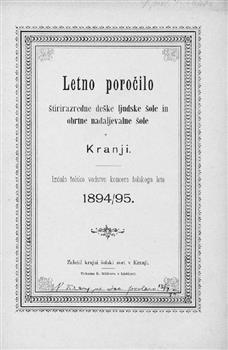 Letno poročilo
štirirazredne deške ljudske šole in
obrtne nadaljevalne šole
v
Kranji.
Izdalo šolsko vodstvo koncem šolskega leta
1894/95.
Založil krajni šolski svet v Kranji.
Tiskarna